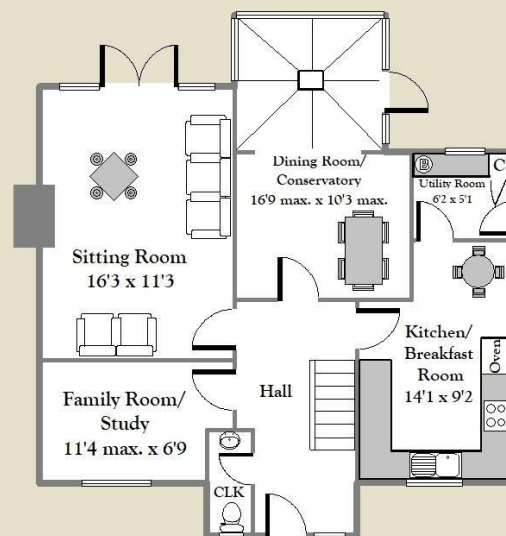 Dining Room/
Conservatory
16'9 max. x 10'3 max.
B
C
Utility Room
6'2 x 5'1
Sitting Room
16'3 x 11'3
Kitchen/
Breakfast
Room
14'1 x 9'2
Oven
Hall
Family Room/
Study
11'4 max. x 6'9
CLK